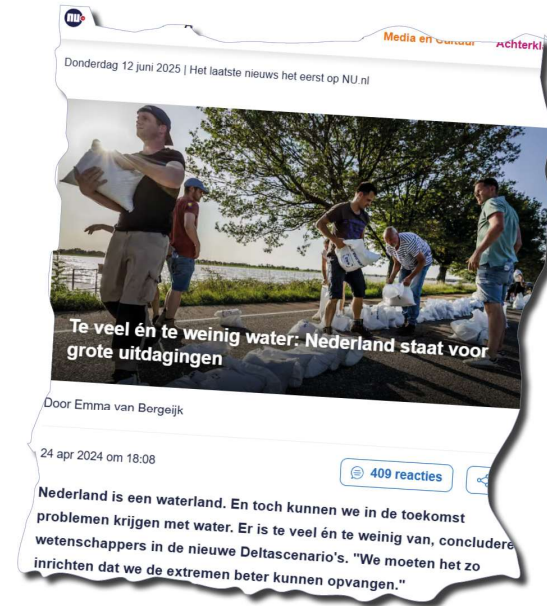 nu
Media en Cultuur
Achterkl
Donderdag 12 juni 2025 | Het laatste nieuws het eerst op NU.nl
Te veel én te weinig water: Nederland staat voor
grote uitdagingen
Door Emma van Bergeijk
24 apr 2024 om 18:08
409 reacties
Nederland is een waterland. En toch kunnen we in de toekomst
problemen krijgen met water. Er is te veel én te weinig van, concludere
wetenschappers in de nieuwe Deltascenario's. "We moeten het zo
inrichten dat we de extremen beter kunnen opvangen."